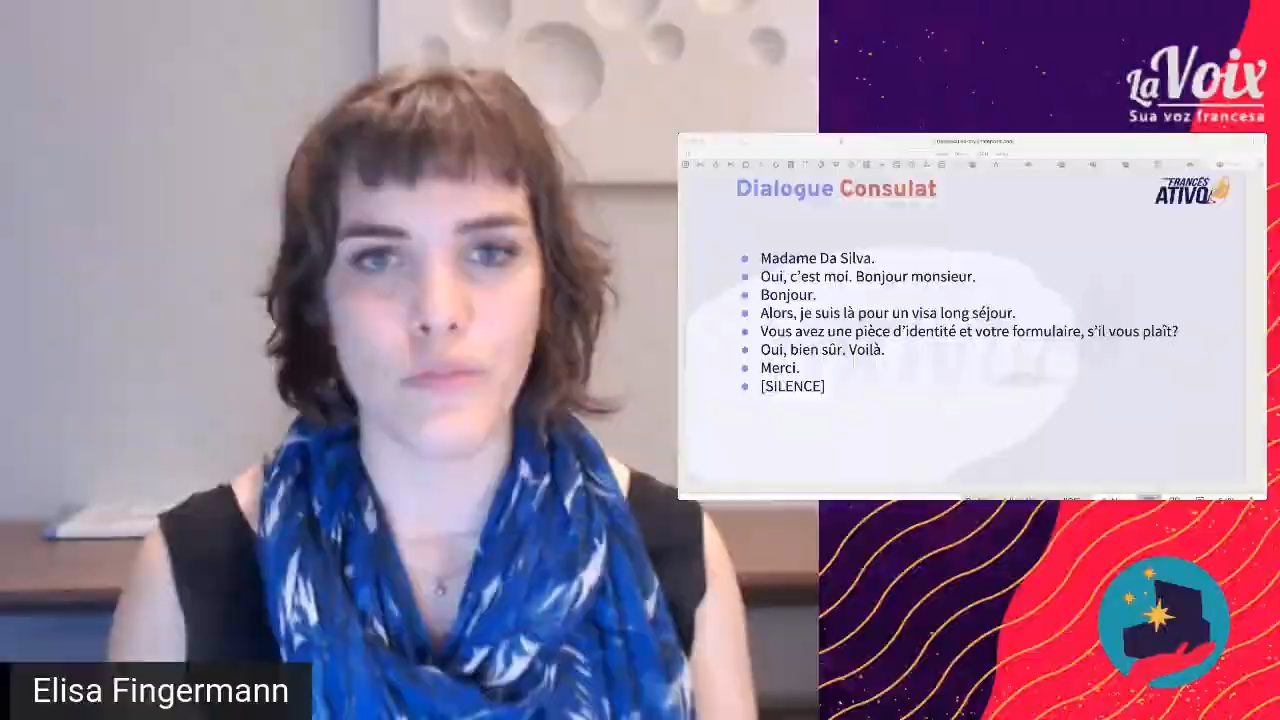 La Voix
Sua voz francesa
Dialogue Consulat
FRANCÊS
ATIVO
Madame Da Silva.
Oui, c'est moi. Bonjour monsieur.
Bonjour.
Alors, je suis là pour un visa long séjour.
Vous avez une pièce d'identité et votre formulaire, s'il vous plaît?
Oui, bien sûr. Voilà.
Merci.
[SILENCE]
Elisa Fingermann